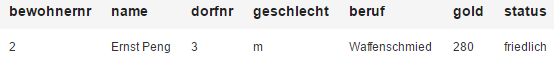 bewohnernr name dorfnr geschlecht beruf gold status
2 Ernst Peng 3 m Waffenschmied 280 friedlich